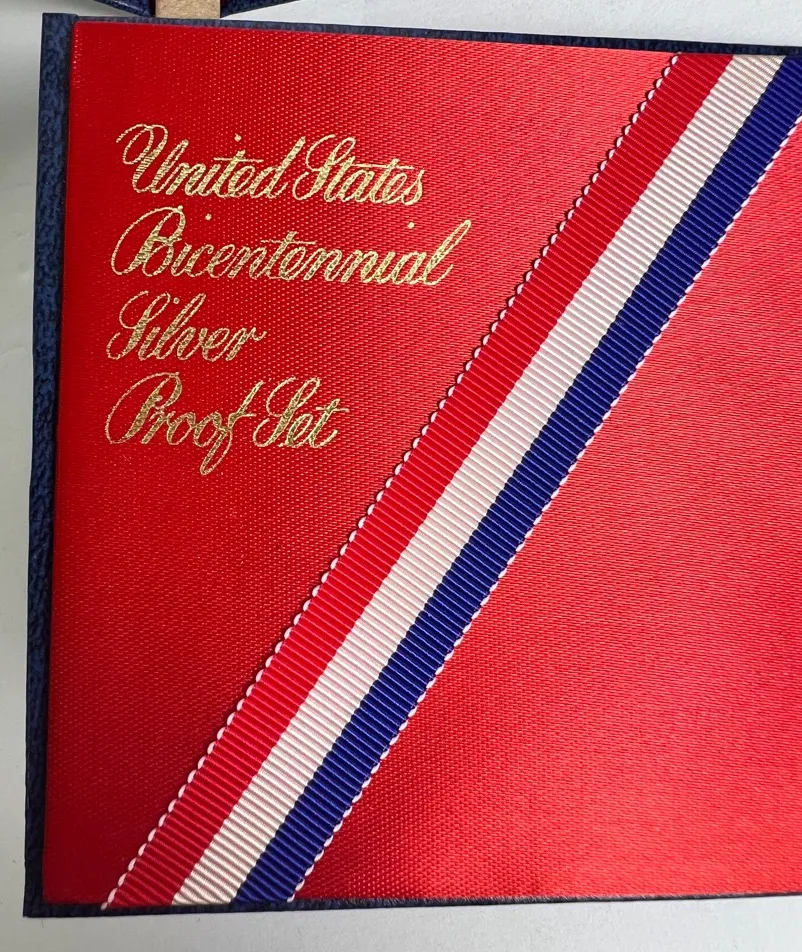 United States
Bicentennial
Silver
Proof Set